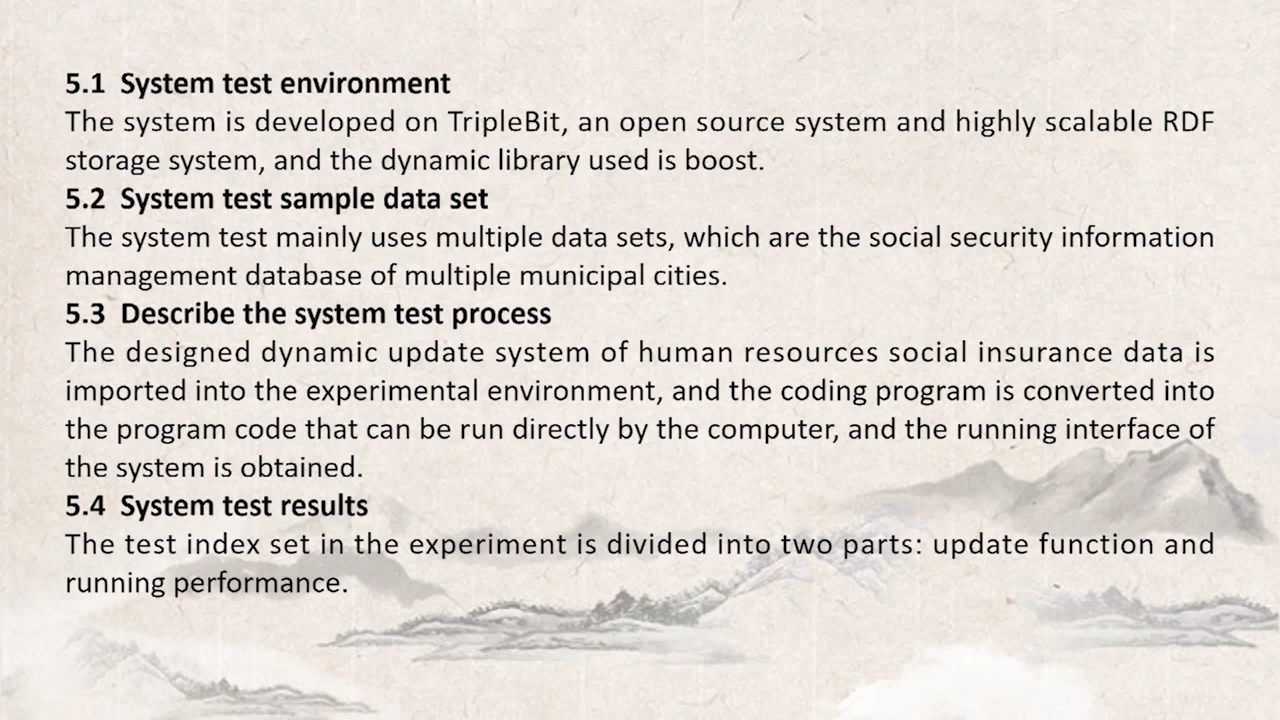 5.1 System test environment
The system is developed on TripleBit, an open source system and highly scalable RDF
storage system, and the dynamic library used is boost.
5.2 System test sample data set
The system test mainly uses multiple data sets, which are the social security information
management database of multiple municipal cities.
5.3 Describe the system test process
The designed dynamic update system of human resources social insurance data is
imported into the experimental environment, and the coding program is converted into
the program code that can be run directly by the computer, and the running interface of
the system is obtained.
5.4 System test results
The test index set in the experiment is divided into two parts: update function and
running performance.